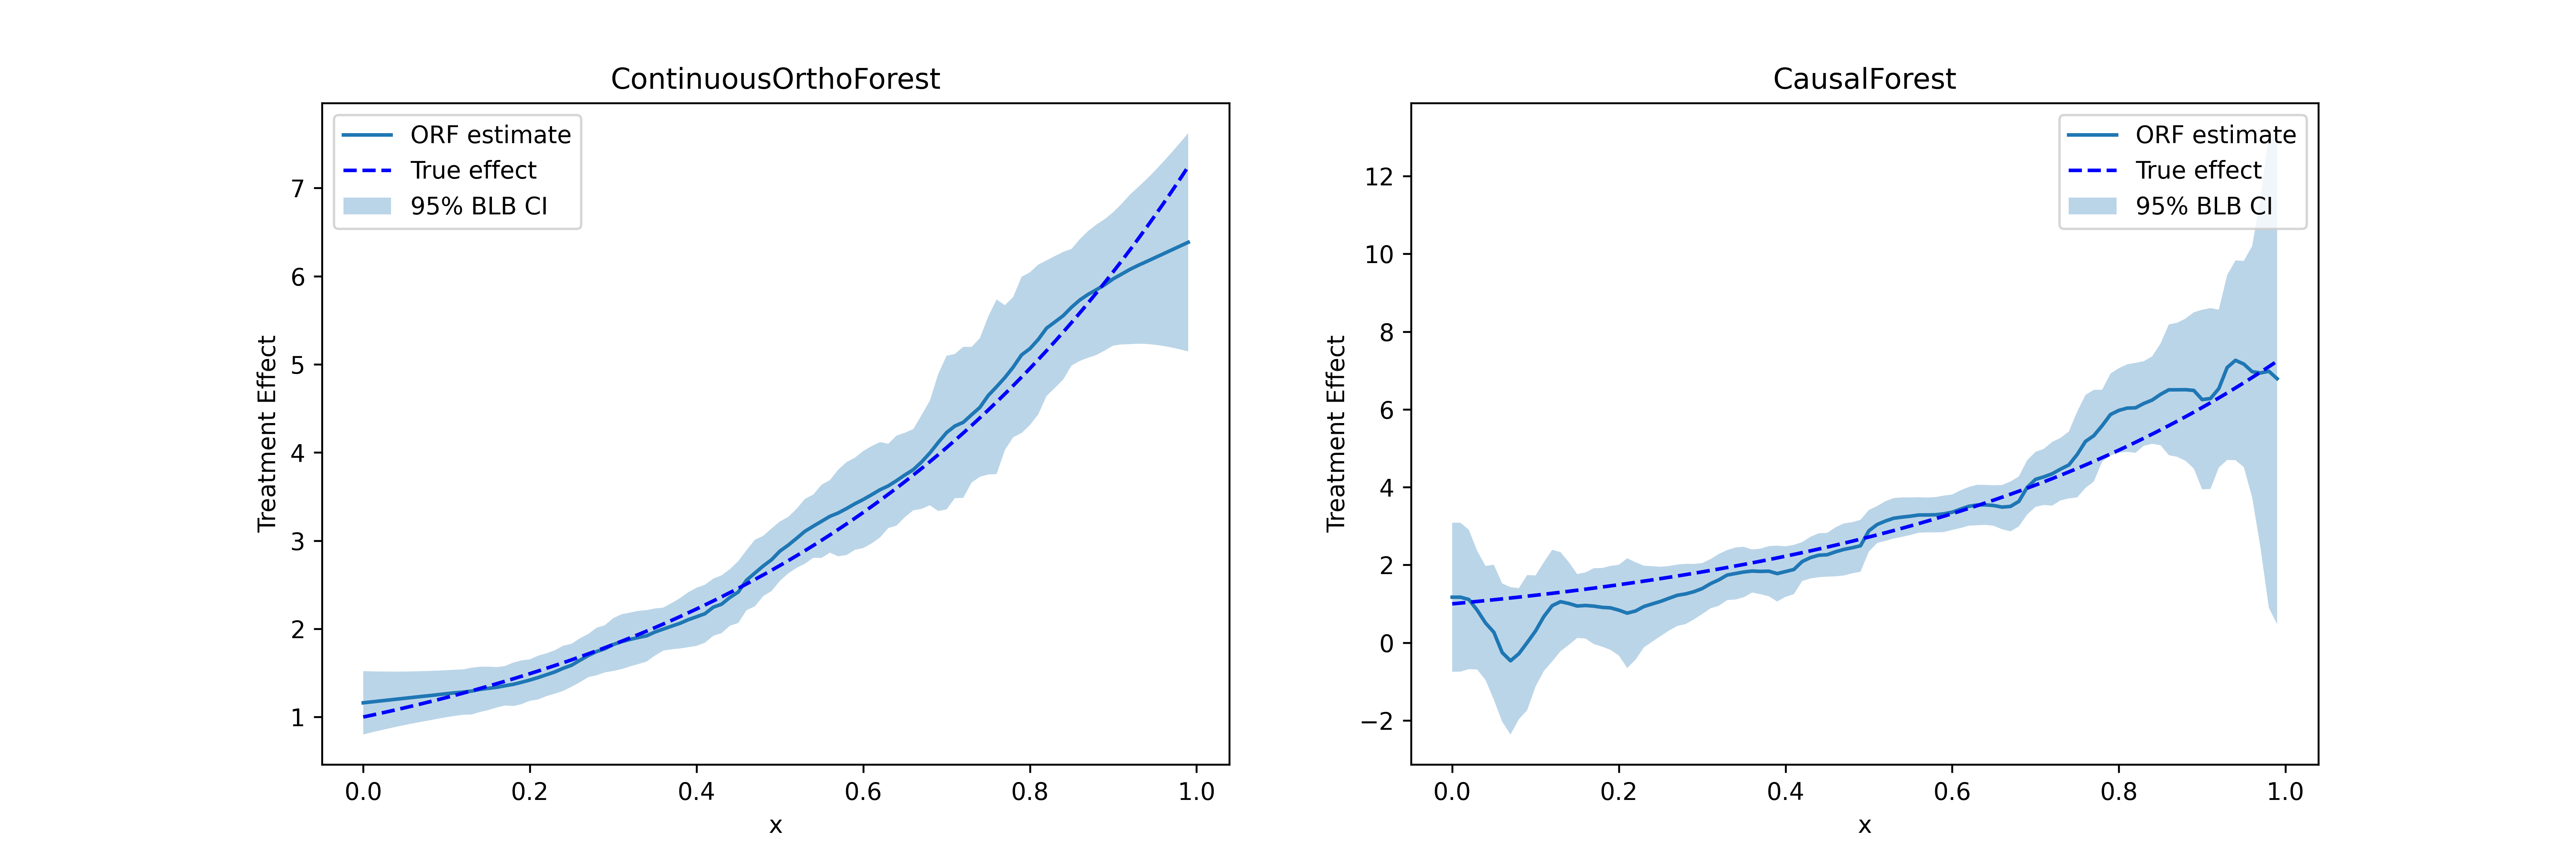 ContinuousOrthoForest
ORF estimate
True effect
95% BLB CI
Treatment Effect
7
6
5
4
3
2
1
0.0 0.2 0.4 0.6 0.8 1.0
x
CausalForest
ORF estimate
True effect
95% BLB CI
Treatment Effect
12
10
8
6
4
2
0
−2
0.0 0.2 0.4 0.6 0.8 1.0
x